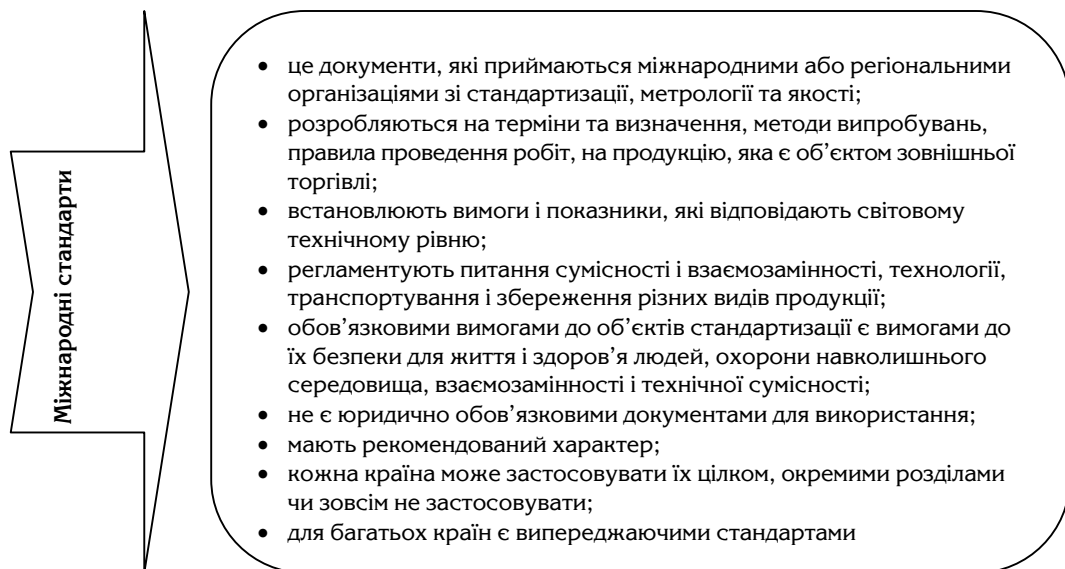 Міжнародні стандарти
• це документи, які приймаються міжнародними або регіональними
організаціями зі стандартизації, метрології та якості;
• розробляються на терміни та визначення, методи випробувань,
правила проведення робіт, на продукцію, яка є об’єктом зовнішньої
торгівлі;
• встановлюють вимоги і показники, які відповідають світовому
технічному рівню;
• регламентують питання сумісності і взаємозамінності, технології,
транспортування і збереження різних видів продукції;
• обов’язковими вимогами до об’єктів стандартизації є вимогами до
їх безпеки для життя і здоров’я людей, охорони навколишнього
середовища, взаємозамінності і технічної сумісності;
• не є юридично обов’язковими документами для використання;
• мають рекомендований характер;
• кожна країна може застосовувати їх цілком, окремими розділами
чи зовсім не застосовувати;
• для багатьох країн є випереджаючими стандартами